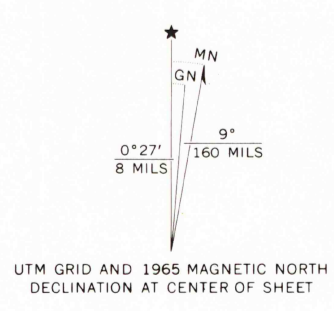 MN
GN
0°27′
8 MILS
9°
160 MILS
UTM GRID AND 1965 MAGNETIC NORTH
DECLINATION AT CENTER OF SHEET